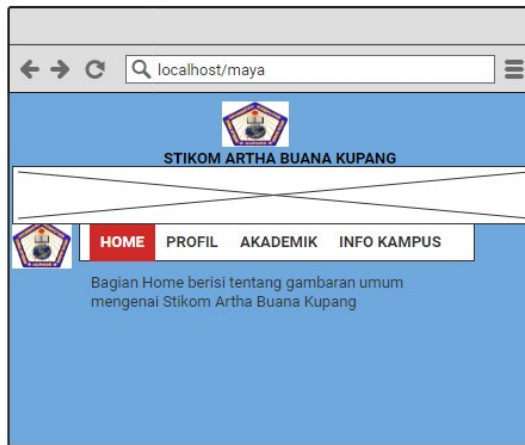 localhost/maya
STIKOM ARTHA BUANA KUPANG
HOME PROFIL AKADEMIK INFO KAMPUS
Bagian Home berisi tentang gambaran umum
mengenai Stikom Artha Buana Kupang